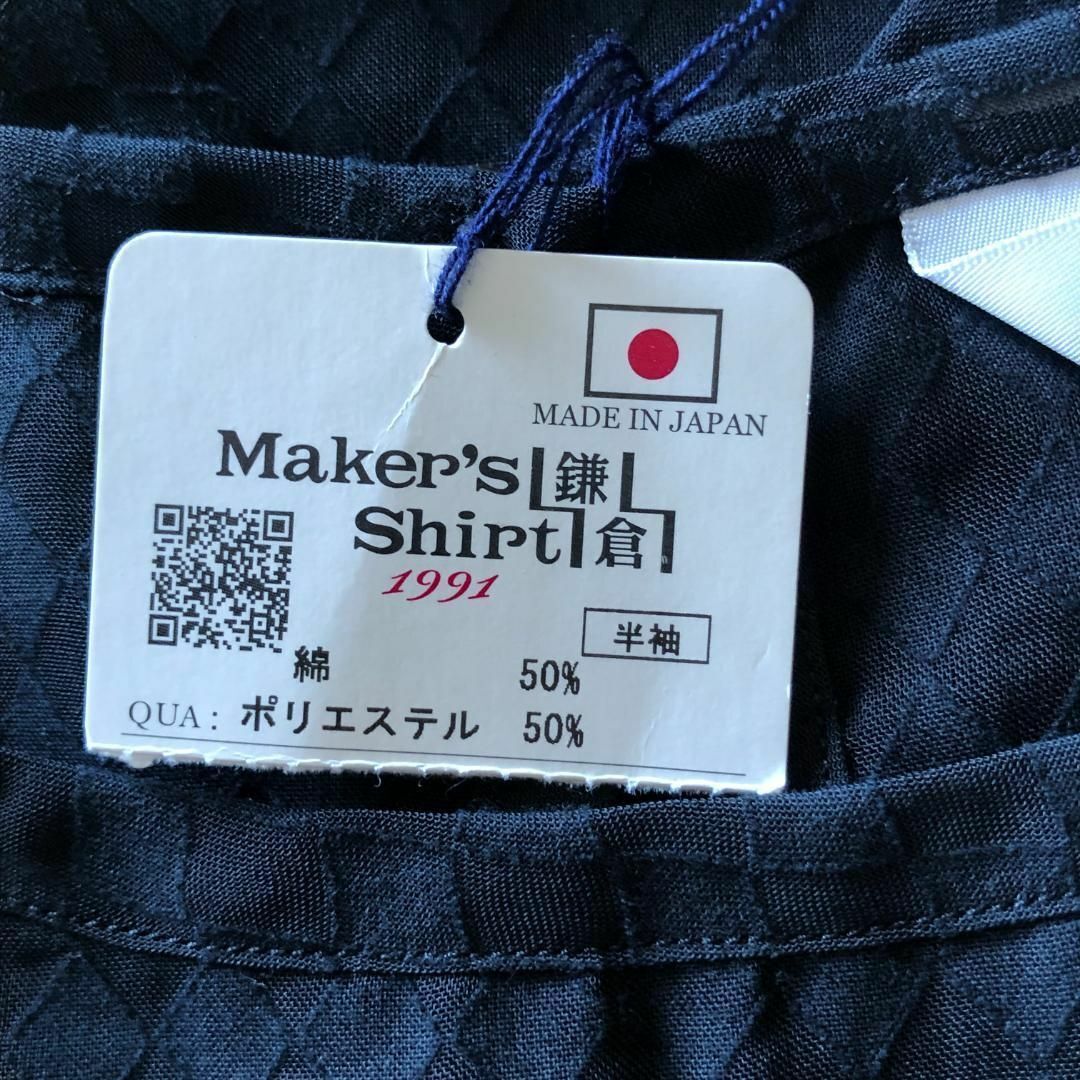 MADE IN JAPAN
Maker's 鎌
Shirt 倉
1991
半袖
綿 50%
QUA : ポリエステル 50%